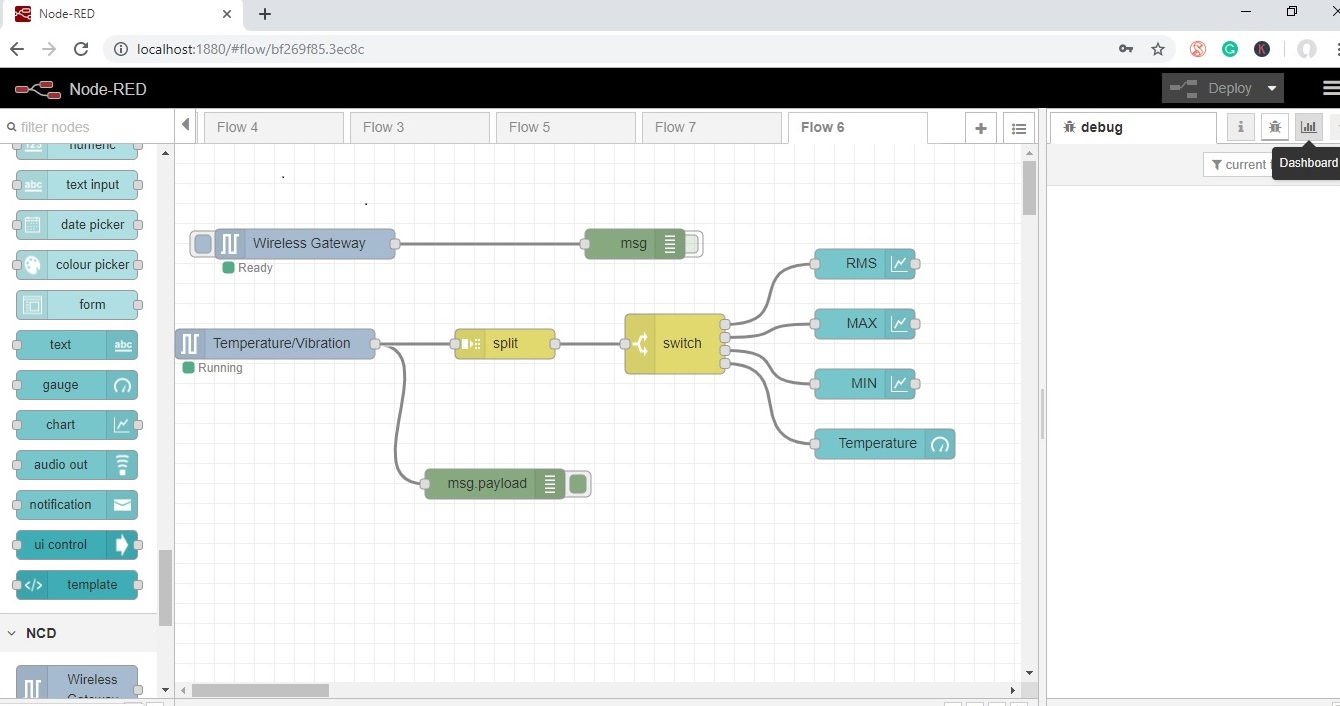 Node-RED
localhost:1880/#flow/bf269f85.3ec8c
K
Node-RED
Deploy
filter nodes
Flow 4
Flow 3
Flow 5
Flow 7
Flow 6
debug
i
current
Dashboard
numeric
abc text input
date picker
colour picker
form
text abc
gauge
chart
audio out
notification
ui control
</> template
NCD
Wireless
Gateway
Wireless Gateway
Ready
msg
Temperature/Vibration
Running
split
switch
RMS
MAX
MIN
Temperature
msg.payload